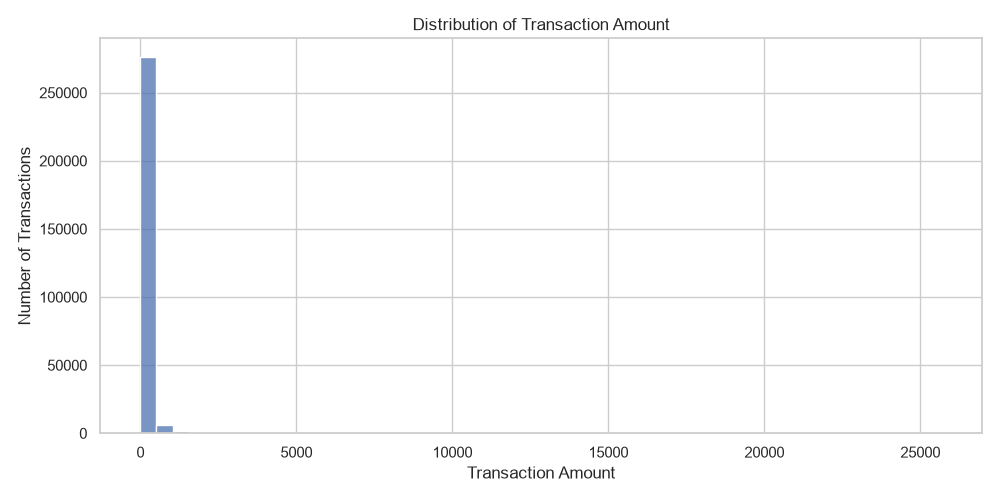 Distribution of Transaction Amount
Number of Transactions
250000
200000
150000
100000
50000
0
0 5000 10000 15000 20000 25000
Transaction Amount